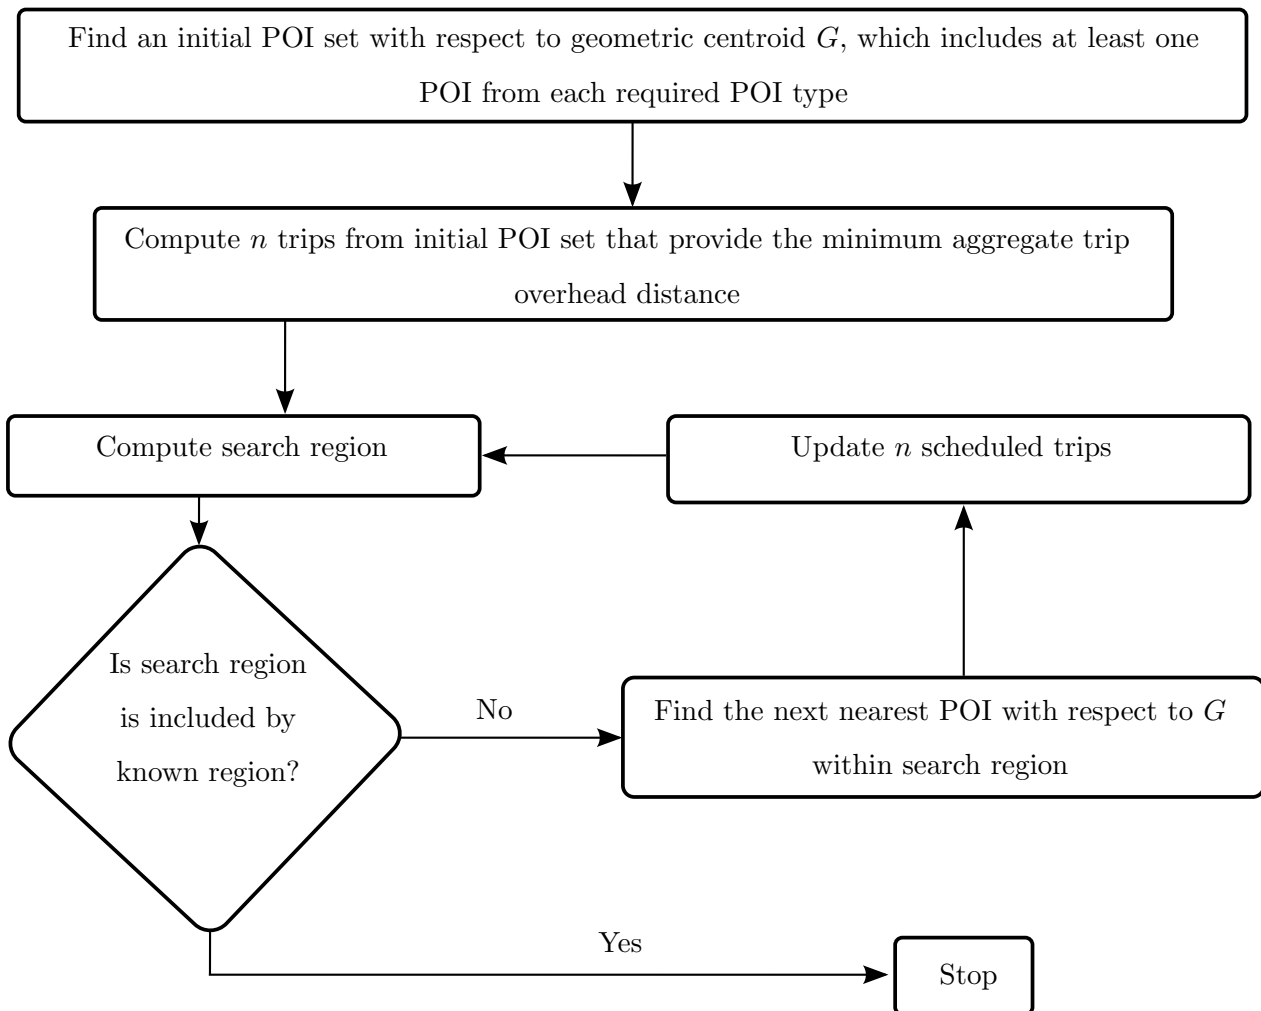 Find an initial POI set with respect to geometric centroid G, which includes at least one
POI from each required POI type
Compute n trips from initial POI set that provide the minimum aggregate trip
overhead distance
Compute search region
Update n scheduled trips
Is search region
is included by
known region?
No
Find the next nearest POI with respect to G
within search region
Yes
Stop